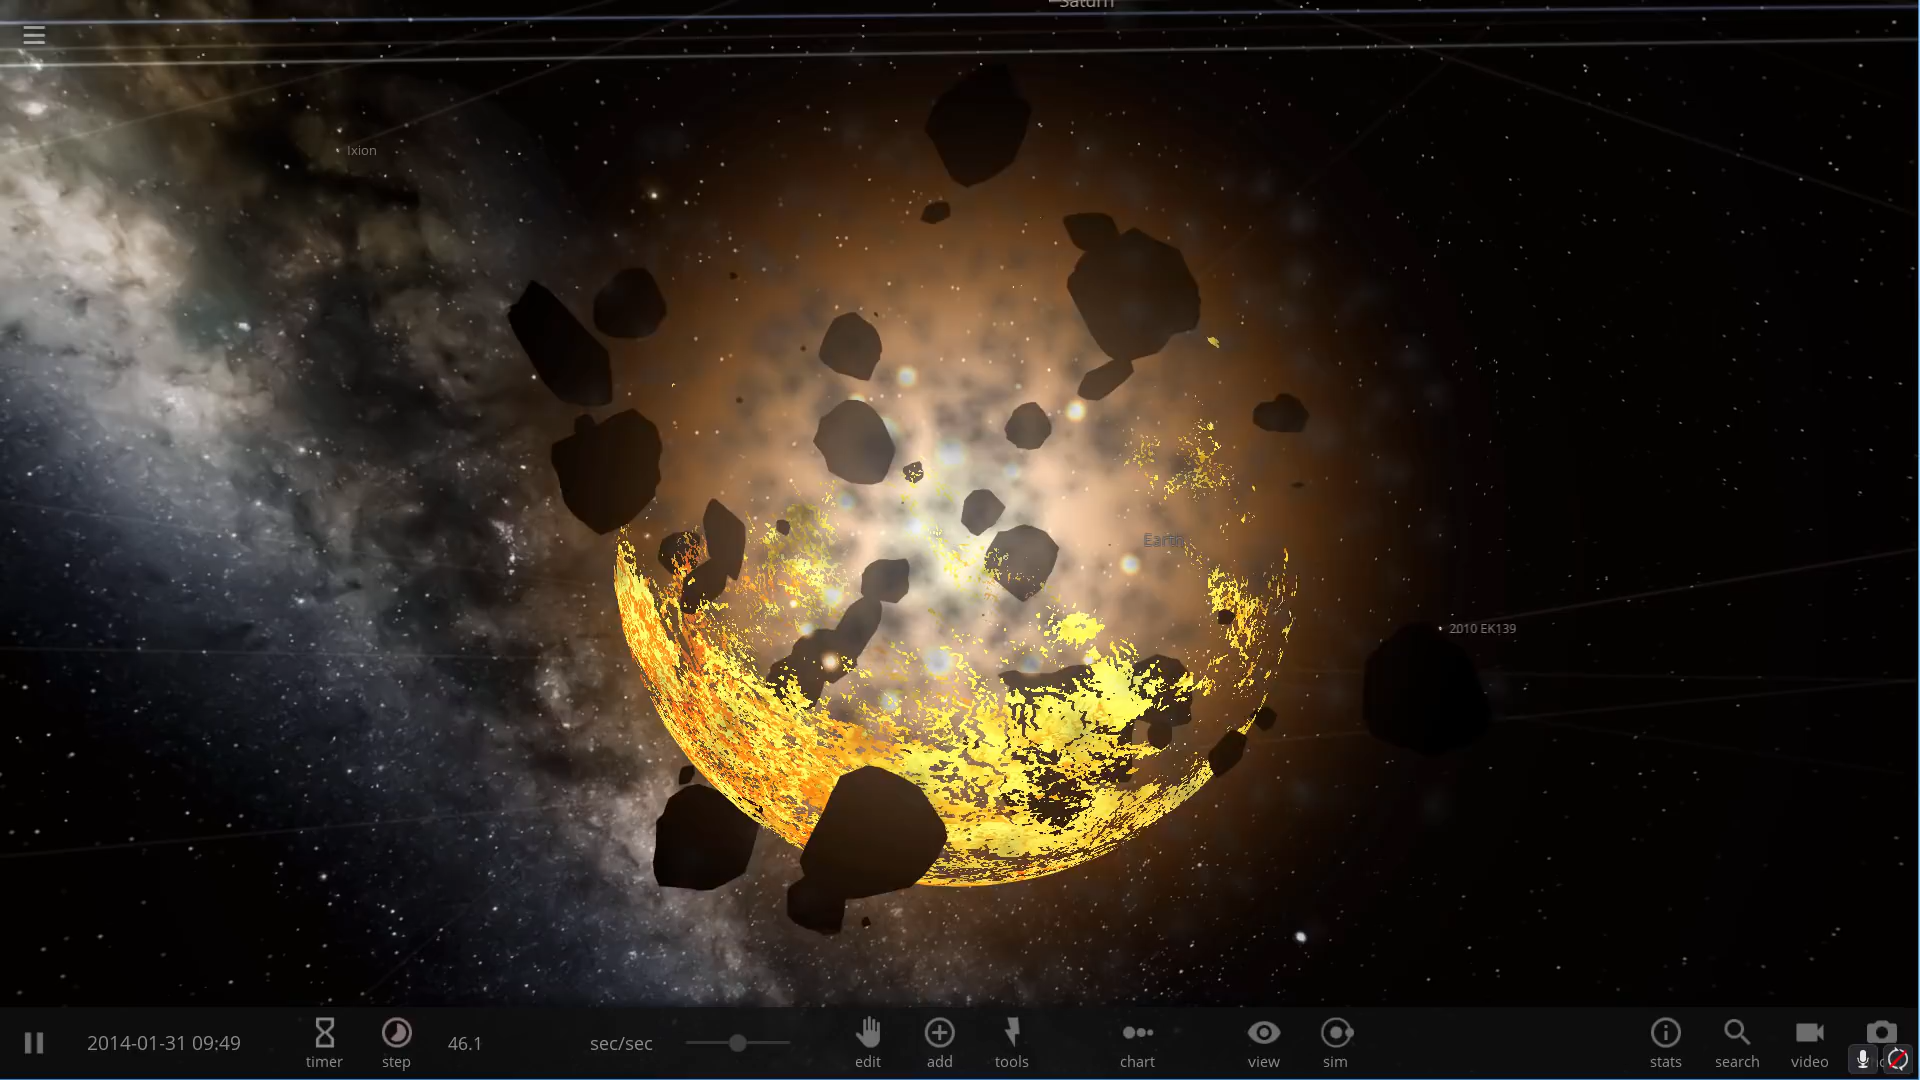 Saturn
Ixion
Earth
2010 EK139
2014-01-31 09:49
timer
step
46.1
sec/sec
edit
add
tools
chart
view
sim
stats
search
video